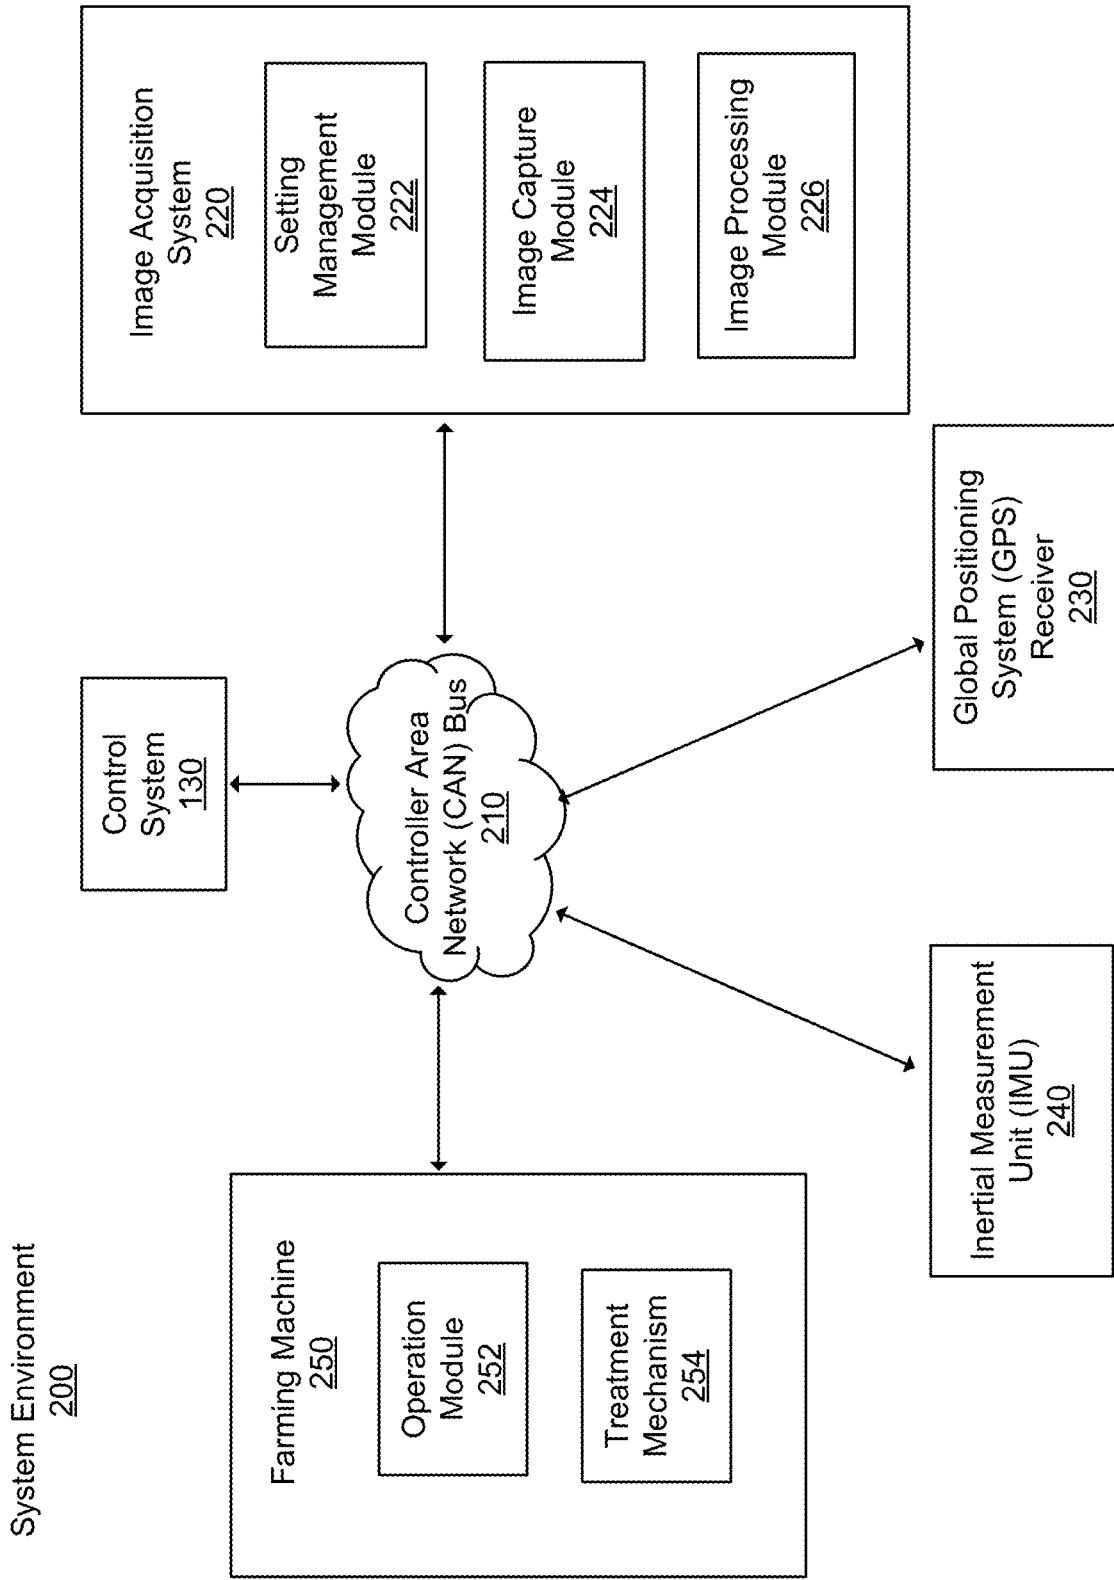 System Environment
200
Control
System
130
Farming Machine
250
Operation
Module
252
Treatment
Mechanism
254
Controller Area
Network (CAN) Bus
210
Image Acquisition
System
220
Setting
Management
Module
222
Image Capture
Module
224
Image Processing
Module
226
Inertial Measurement
Unit (IMU)
240
Global Positioning
System (GPS)
Receiver
230